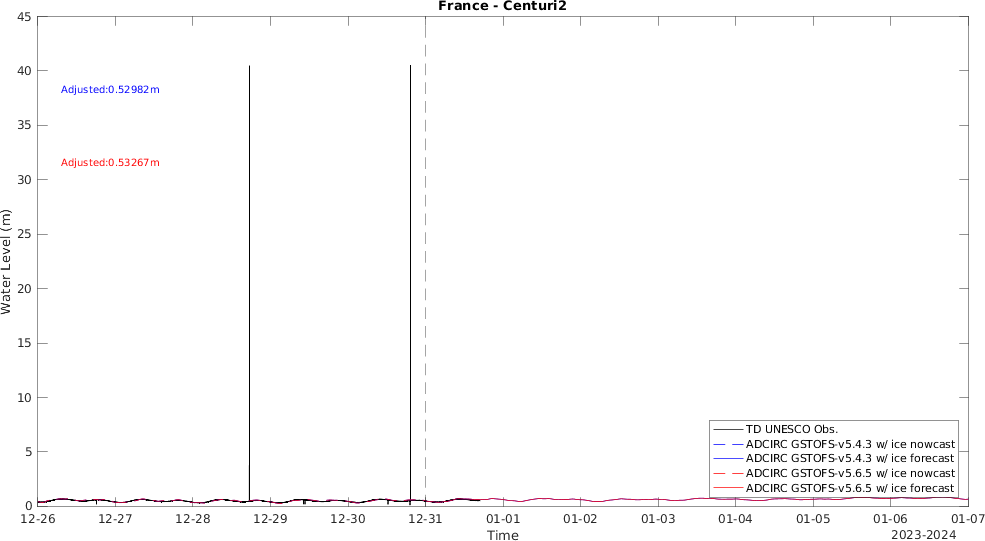 France - Centuri2
45
40
35
30
25
20
15
10
5
0
Water Level (m)
Adjusted:0.52982m
Adjusted:0.53267m
TD UNESCO Obs.
ADCIRC GSTOFS-v5.4.3 w/ ice nowcast
ADCIRC GSTOFS-v5.4.3 w/ ice forecast
ADCIRC GSTOFS-v5.6.5 w/ ice nowcast
ADCIRC GSTOFS-v5.6.5 w/ ice forecast
12-26 12-27 12-28 12-29 12-30 12-31 01-01 01-02 01-03 01-04 01-05 01-06 01-07
Time
2023-2024